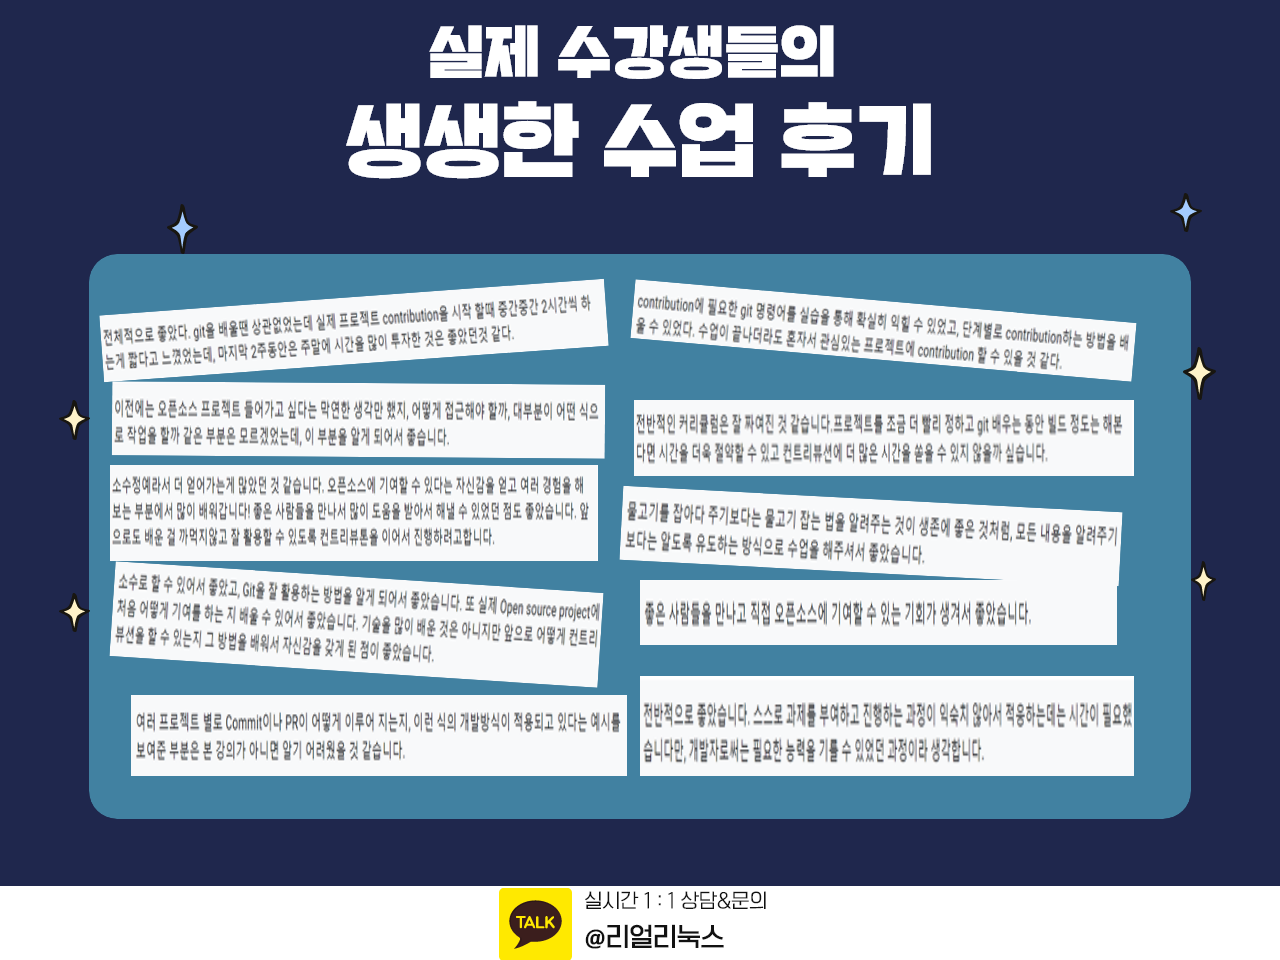 실제 수강생들의
생생한 수업 후기
전체적으로 좋았다. git을 배울땐 상관없었는데 실제 프로젝트 contribution을 시작 할때 중간중간 2시간씩 하
는게 짧다고 느꼈었는데, 마지막 2주동안은 주말에 시간을 많이 투자한 것은 좋았던것 같다.
이전에는 오픈소스 프로젝트 들어가고 싶다는 막연한 생각만 했지, 어떻게 접근해야 할까, 대부분이 어떤 식으
로 작업을 할까 같은 부분은 모르겠었는데, 이 부분을 알게 되어서 좋습니다.
소수정예라서 더 얻어가는게 많았던 것 같습니다. 오픈소스에 기여할 수 있다는 자신감을 얻고 여러 경험을 해
보는 부분에서 많이 배워갑니다! 좋은 사람들을 만나서 많이 도움을 받아서 해낼 수 있었던 점도 좋았습니다. 앞
으로도 배운 걸 까먹지않고 잘 활용할 수 있도록 컨트리뷰톤을 이어서 진행하려고합니다.
소수로 할 수 있어서 좋았고, Git을 잘 활용하는 방법을 알게 되어서 좋았습니다. 또 실제 Open source project에
처음 어떻게 기여를 하는 지 배울 수 있어서 좋았습니다. 기술을 많이 배운 것은 아니지만 앞으로 어떻게 컨트리
뷰션을 할 수 있는지 그 방법을 배워서 자신감을 갖게 된 점이 좋았습니다.
여러 프로젝트 별로 Commit이나 PR이 어떻게 이루어 지는지, 이런 식의 개발방식이 적용되고 있다는 예시를
보여준 부분은 본 강의가 아니면 알기 어려웠을 것 같습니다.
contribution에 필요한 git 명령어를 실습을 통해 확실히 익힐 수 있었고, 단계별로 contribution하는 방법을 배
울 수 있었다. 수업이 끝나더라도 혼자서 관심있는 프로젝트에 contribution 할 수 있을 것 같다.
전반적인 커리큘럼은 잘 짜여진 것 같습니다.프로젝트를 조금 더 빨리 정하고 git 배우는 동안 빌드 정도는 해본
다면 시간을 더욱 절약할 수 있고 컨트리뷰션에 더 많은 시간을 쏟을 수 있지 않을까 싶습니다.
물고기를 잡아다 주기보다는 물고기 잡는 법을 알려주는 것이 생존에 좋은 것처럼, 모든 내용을 알려주기
보다는 알도록 유도하는 방식으로 수업을 해주셔서 좋았습니다.
좋은 사람들을 만나고 직접 오픈소스에 기여할 수 있는 기회가 생겨서 좋았습니다.
전반적으로 좋았습니다. 스스로 과제를 부여하고 진행하는 과정이 익숙치 않아서 적응하는데는 시간이 필요했
습니다만, 개발자로써는 필요한 능력을 기를 수 있었던 과정이라 생각합니다.
TALK
실시간 1 : 1 상담&문의
@리얼리눅스